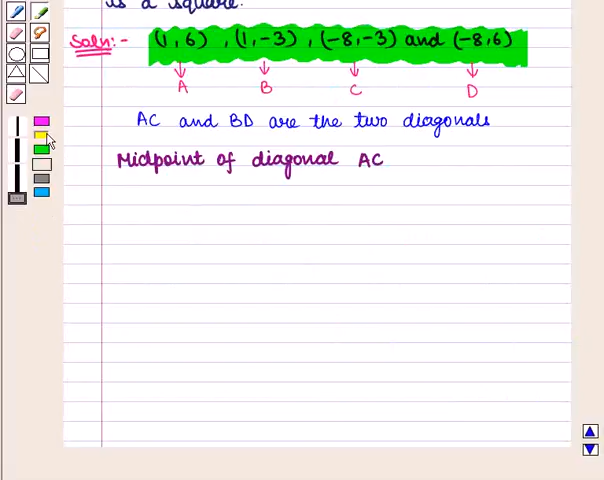 is a square.
Soln:- (1, 6) , (1, -3) , (-8, -3) and (-8, 6)
A B C D
AC and BD are the two diagonals
Midpoint of diagonal AC